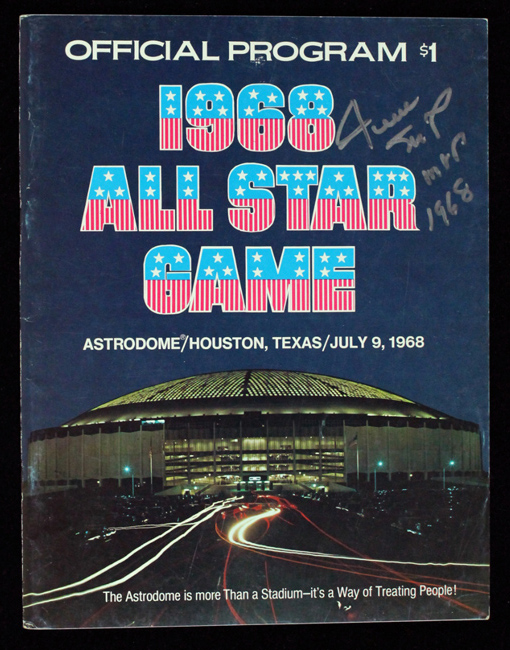 OFFICIAL PROGRAM $1
1968
ALL STAR
GAME
MVP
1968
ASTRODOME/HOUSTON, TEXAS/JULY 9, 1968
The Astrodome is more Than a Stadium—it's a Way of Treating People!